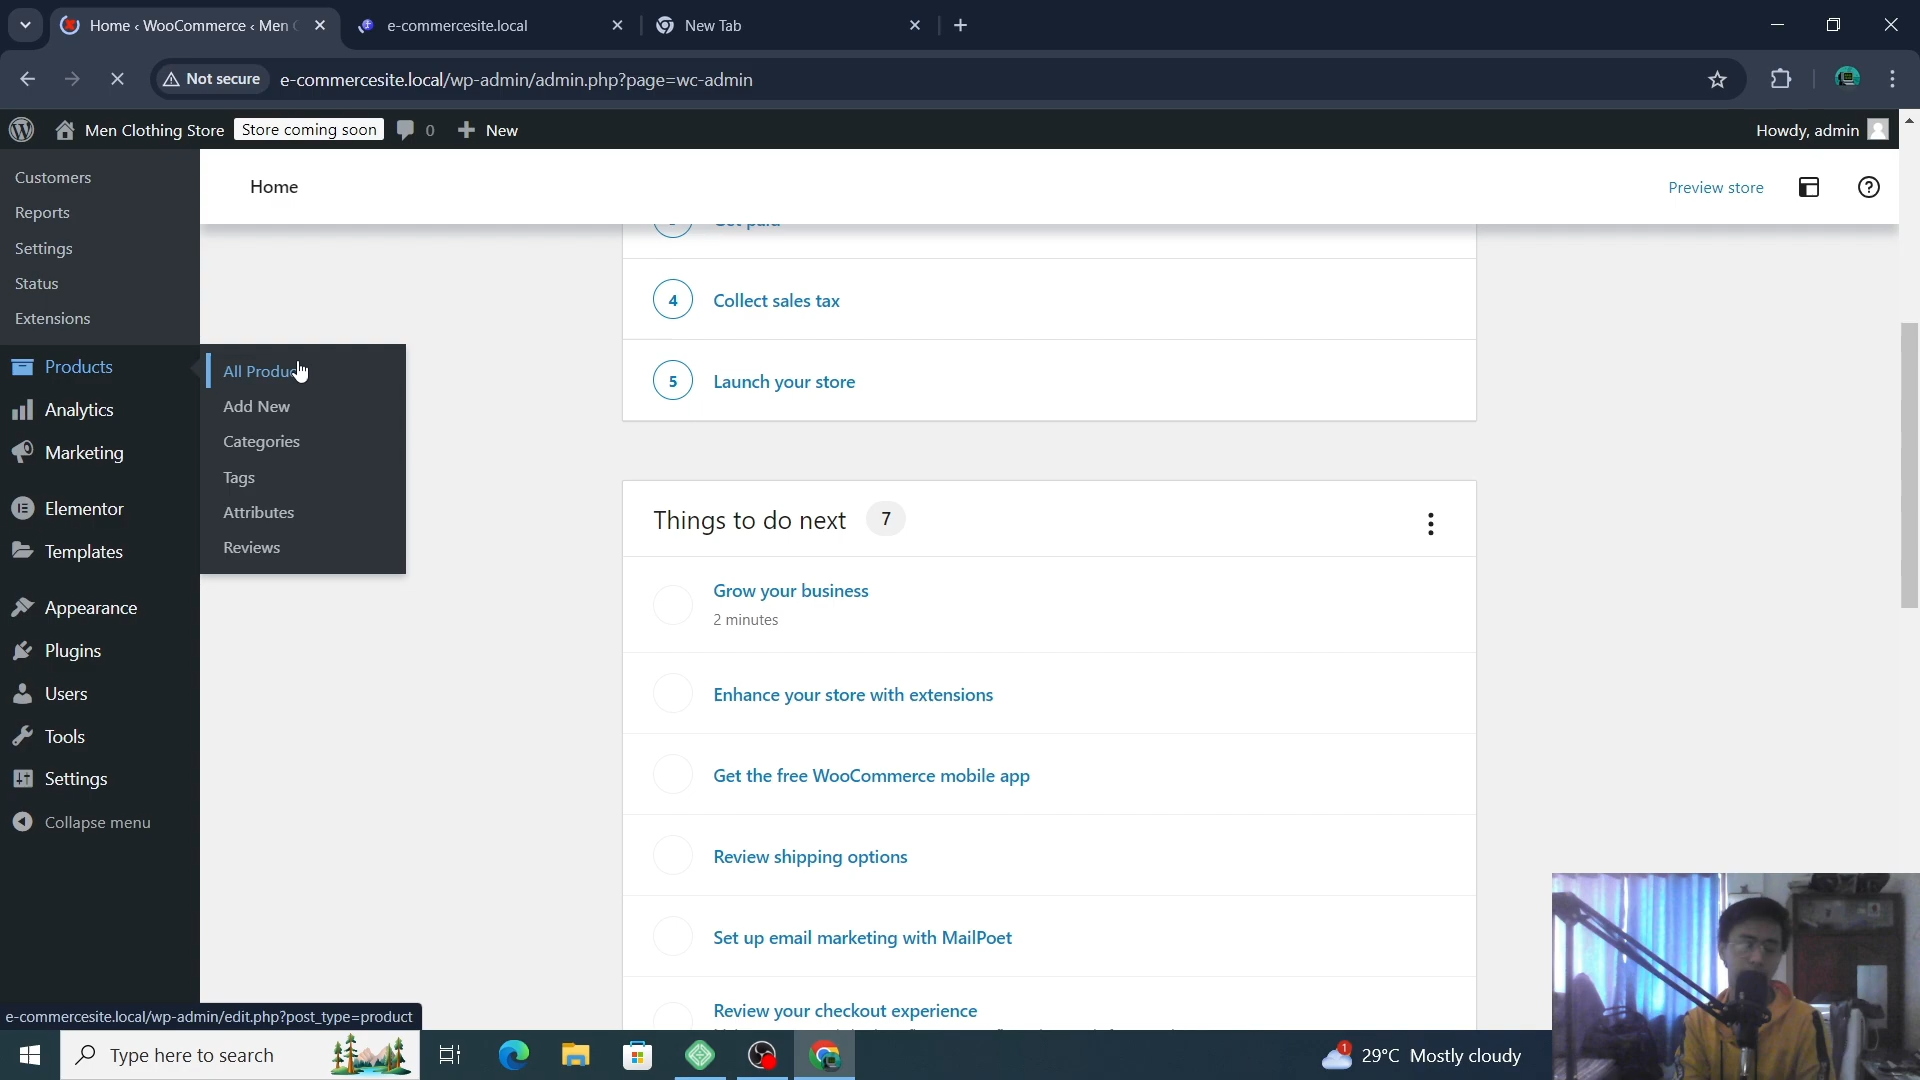 Home ‹ WooCommerce ‹ Men
e-commercesite.local
New Tab
Not secure
e-commercesite.local/wp-admin/admin.php?page=wc-admin
Men Clothing Store
Store coming soon
0
New
Howdy, admin
Customers
Reports
Settings
Status
Extensions
Products
Analytics
Marketing
Elementor
Templates
Appearance
Plugins
Users
Tools
Settings
Collapse menu
All Produc
Add New
Categories
Tags
Attributes
Reviews
Home
Preview store
4 Collect sales tax
5 Launch your store
Things to do next 7
Grow your business
2 minutes
Enhance your store with extensions
Get the free WooCommerce mobile app
Review shipping options
Set up email marketing with MailPoet
Review your checkout experience
e-commercesite.local/wp-admin/edit.php?post_type=product
Type here to search
1
29°C Mostly cloudy